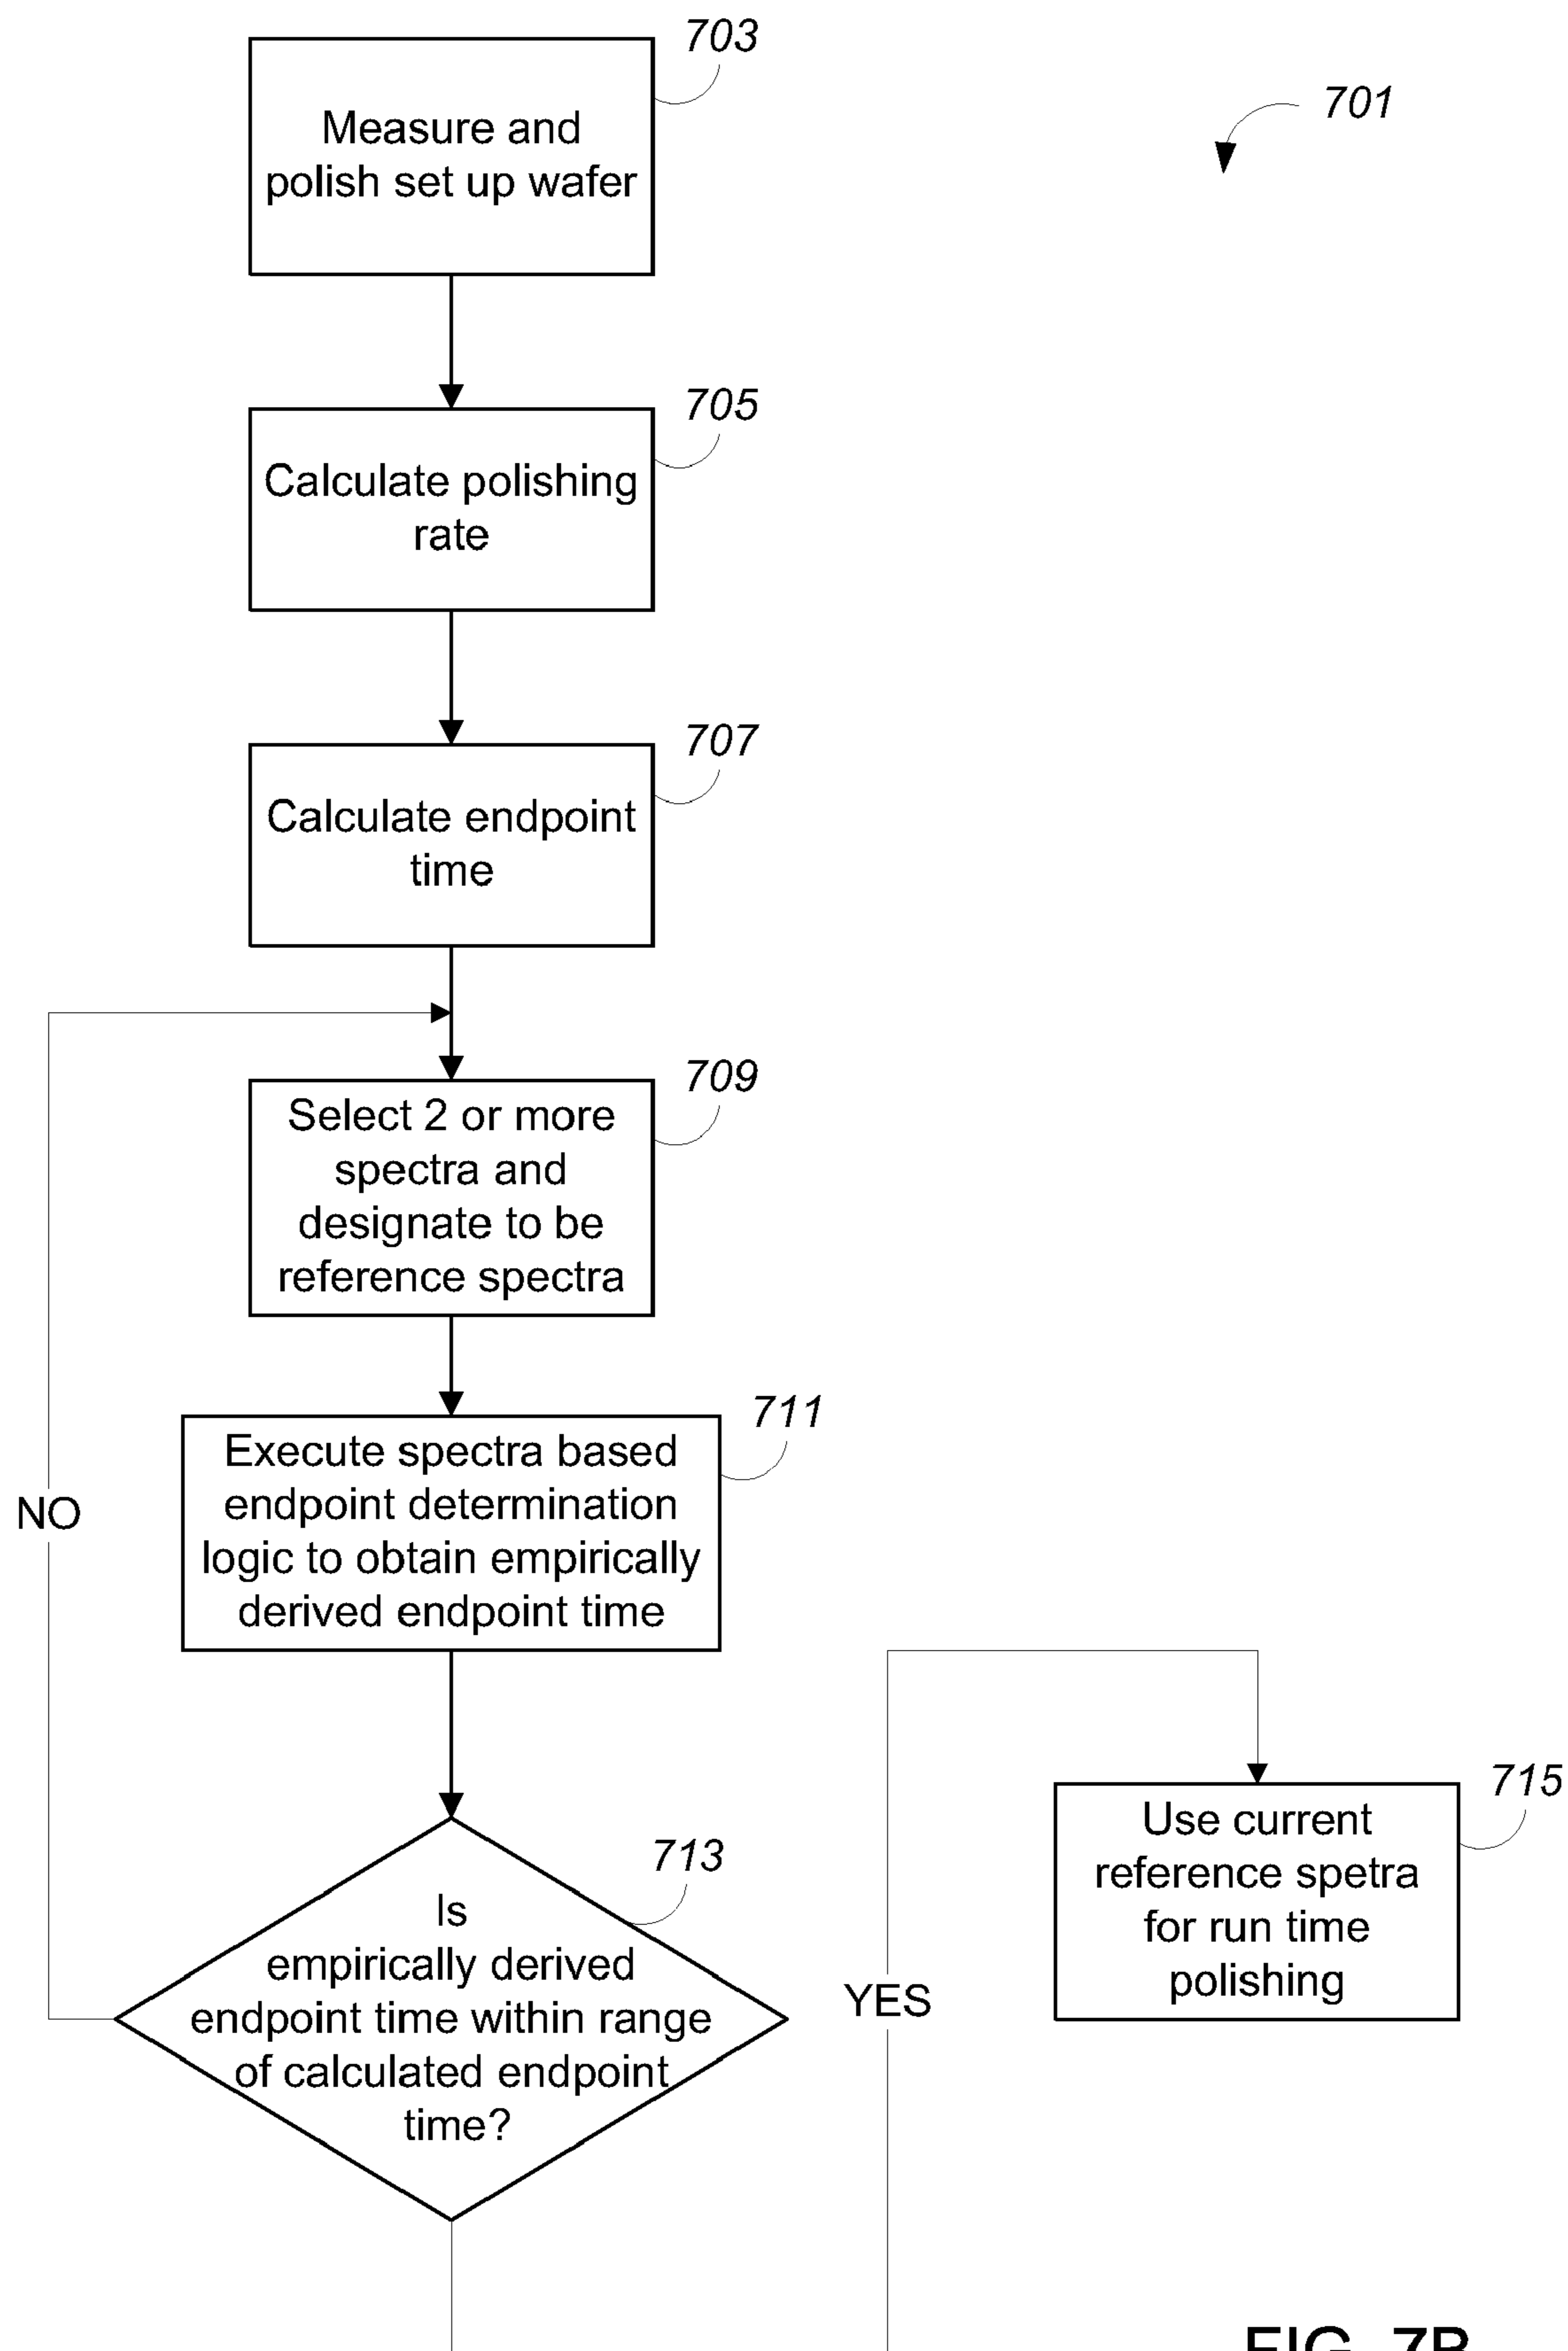 703
Measure and
polish set up wafer
701
705
Calculate polishing
rate
707
Calculate endpoint
time
709
Select 2 or more
spectra and
designate to be
reference spectra
711
Execute spectra based
endpoint determination
logic to obtain empirically
derived endpoint time
NO
713
Is
empirically derived
endpoint time within range
of calculated endpoint
time?
YES
715
Use current
reference spetra
for run time
polishing
FIG. 7B